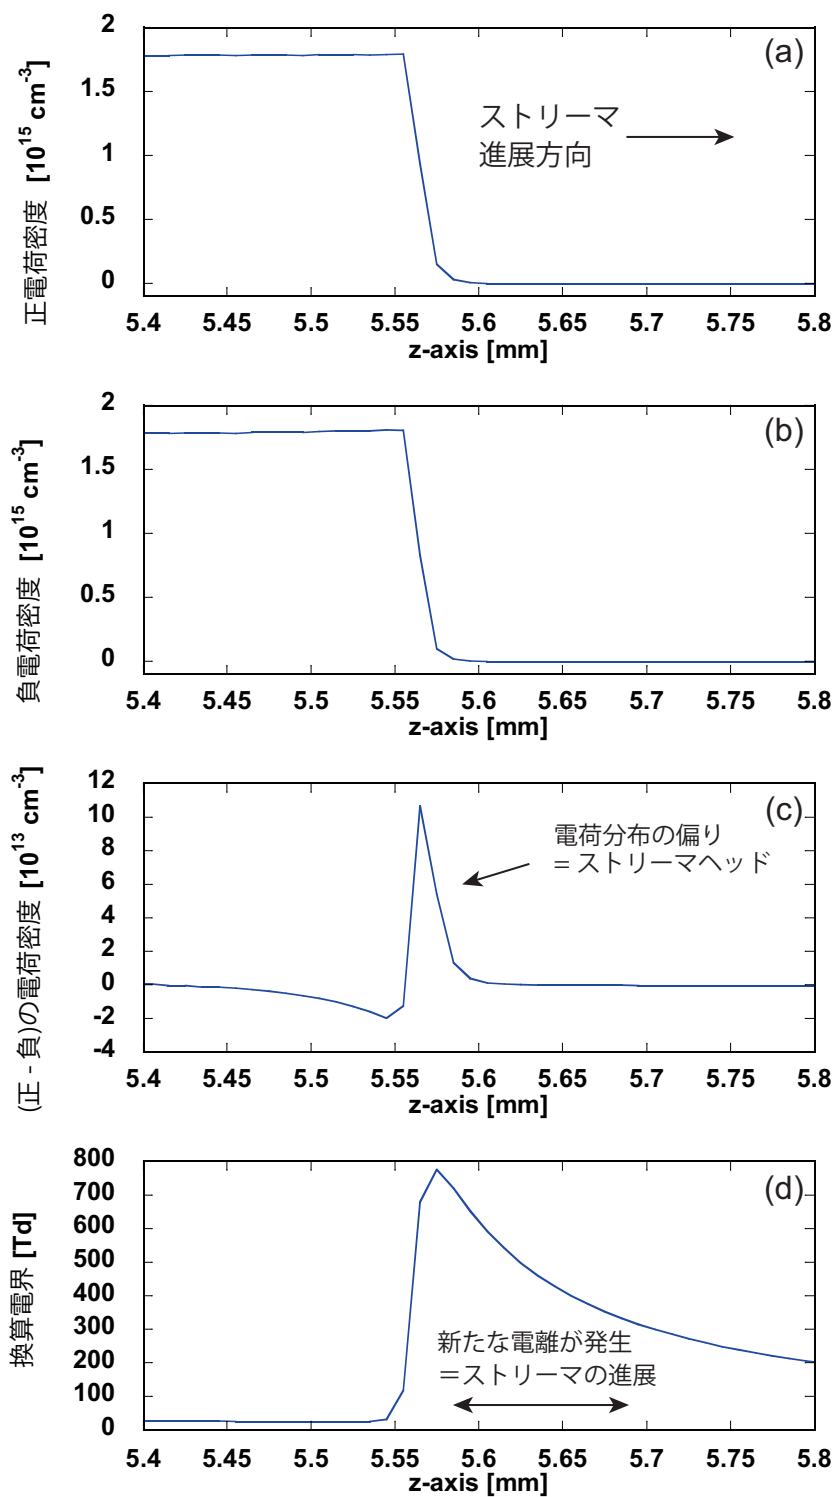 2
1.5
1
0.5
0
正電荷密度 [10^15 cm^-3]
(a)
ストリーマ
進展方向
5.4 5.45 5.5 5.55 5.6 5.65 5.7 5.75 5.8
z-axis [mm]
2
1.5
1
0.5
0
負電荷密度 [10^15 cm^-3]
(b)
5.4 5.45 5.5 5.55 5.6 5.65 5.7 5.75 5.8
z-axis [mm]
12
10
8
6
4
2
0
-2
-4
(正 - 負)の電荷密度 [10^13 cm^-3]
(c)
電荷分布の偏り
= ストリーマヘッド
5.4 5.45 5.5 5.55 5.6 5.65 5.7 5.75 5.8
z-axis [mm]
800
700
600
500
400
300
200
100
0
換算電界 [Td]
(d)
新たな電離が発生
=ストリーマの進展
5.4 5.45 5.5 5.55 5.6 5.65 5.7 5.75 5.8
z-axis [mm]